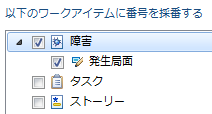 以下のワークアイテムに番号を採番する
障害
発生局面
タスク
ストーリー